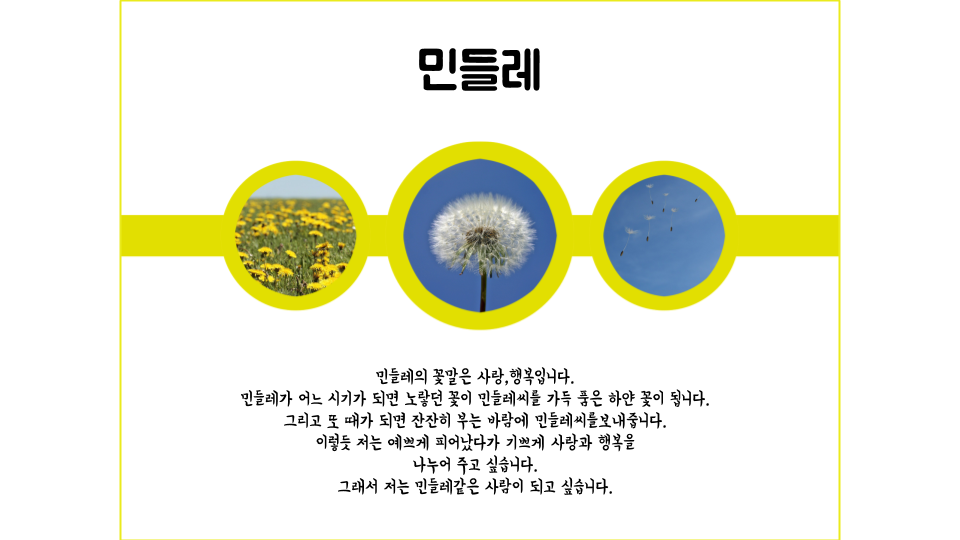 민들레
민들레의 꽃말은 사랑,행복입니다.
민들레가 어느 시기가 되면 노랗던 꽃이 민들레씨를 가득 품은 하얀 꽃이 됩니다.
그리고 또 때가 되면 잔잔히 부는 바람에 민들레씨를보내줍니다.
이렇듯 저는 예쁘게 피어났다가 기쁘게 사랑과 행복을
나누어 주고 싶습니다.
그래서 저는 민들레같은 사람이 되고 싶습니다.